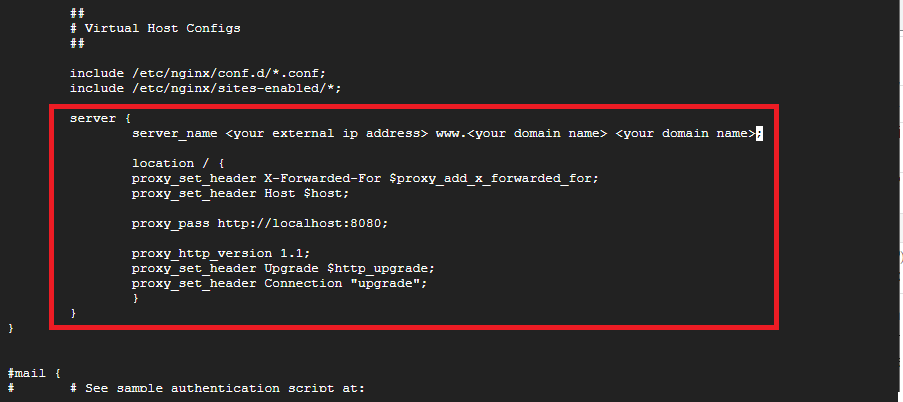 ##
# Virtual Host Configs
##
include /etc/nginx/conf.d/*.conf;
include /etc/nginx/sites-enabled/*;
server {
server_name <your external ip address> www.<your domain name> <your domain name>;
location / {
proxy_set_header X-Forwarded-For $proxy_add_x_forwarded_for;
proxy_set_header Host $host;
proxy_pass http://localhost:8080;
proxy_http_version 1.1;
proxy_set_header Upgrade $http_upgrade;
proxy_set_header Connection "upgrade";
}
}
}
#mail {
# # See sample authentication script at: